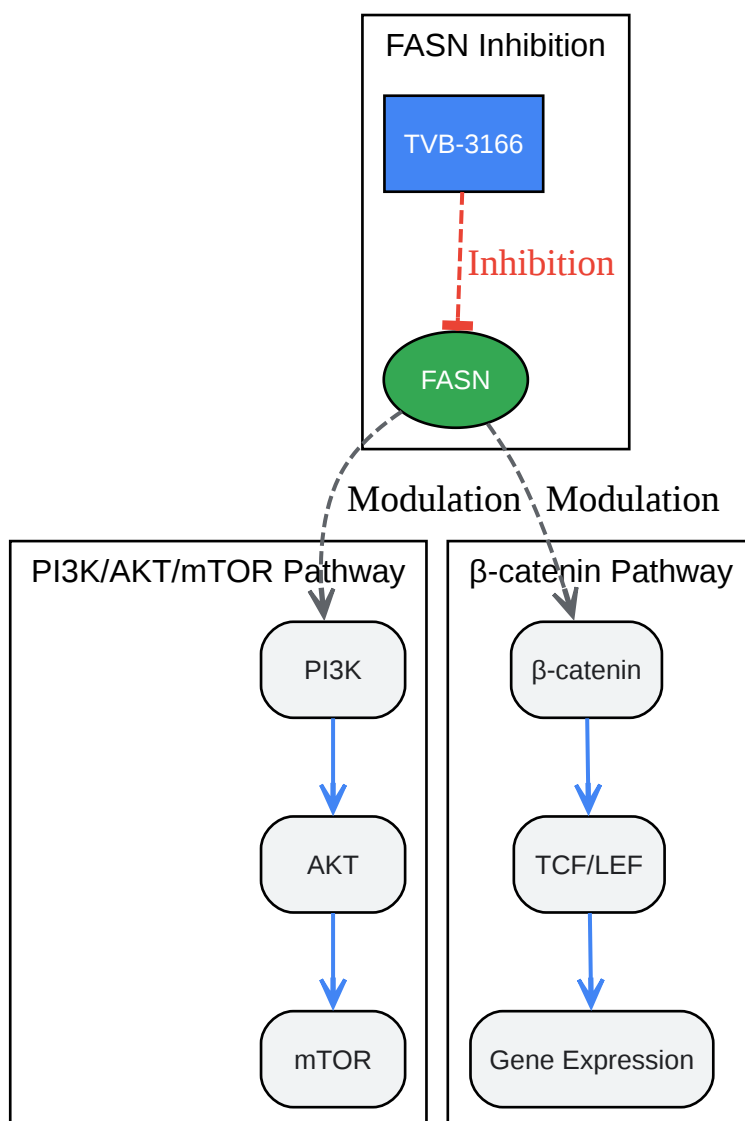 FASN Inhibition
TVB-3166
Inhibition
FASN
Modulation
Modulation
PI3K/AKT/mTOR Pathway
PI3K
AKT
mTOR
β-catenin Pathway
β-catenin
TCF/LEF
Gene Expression